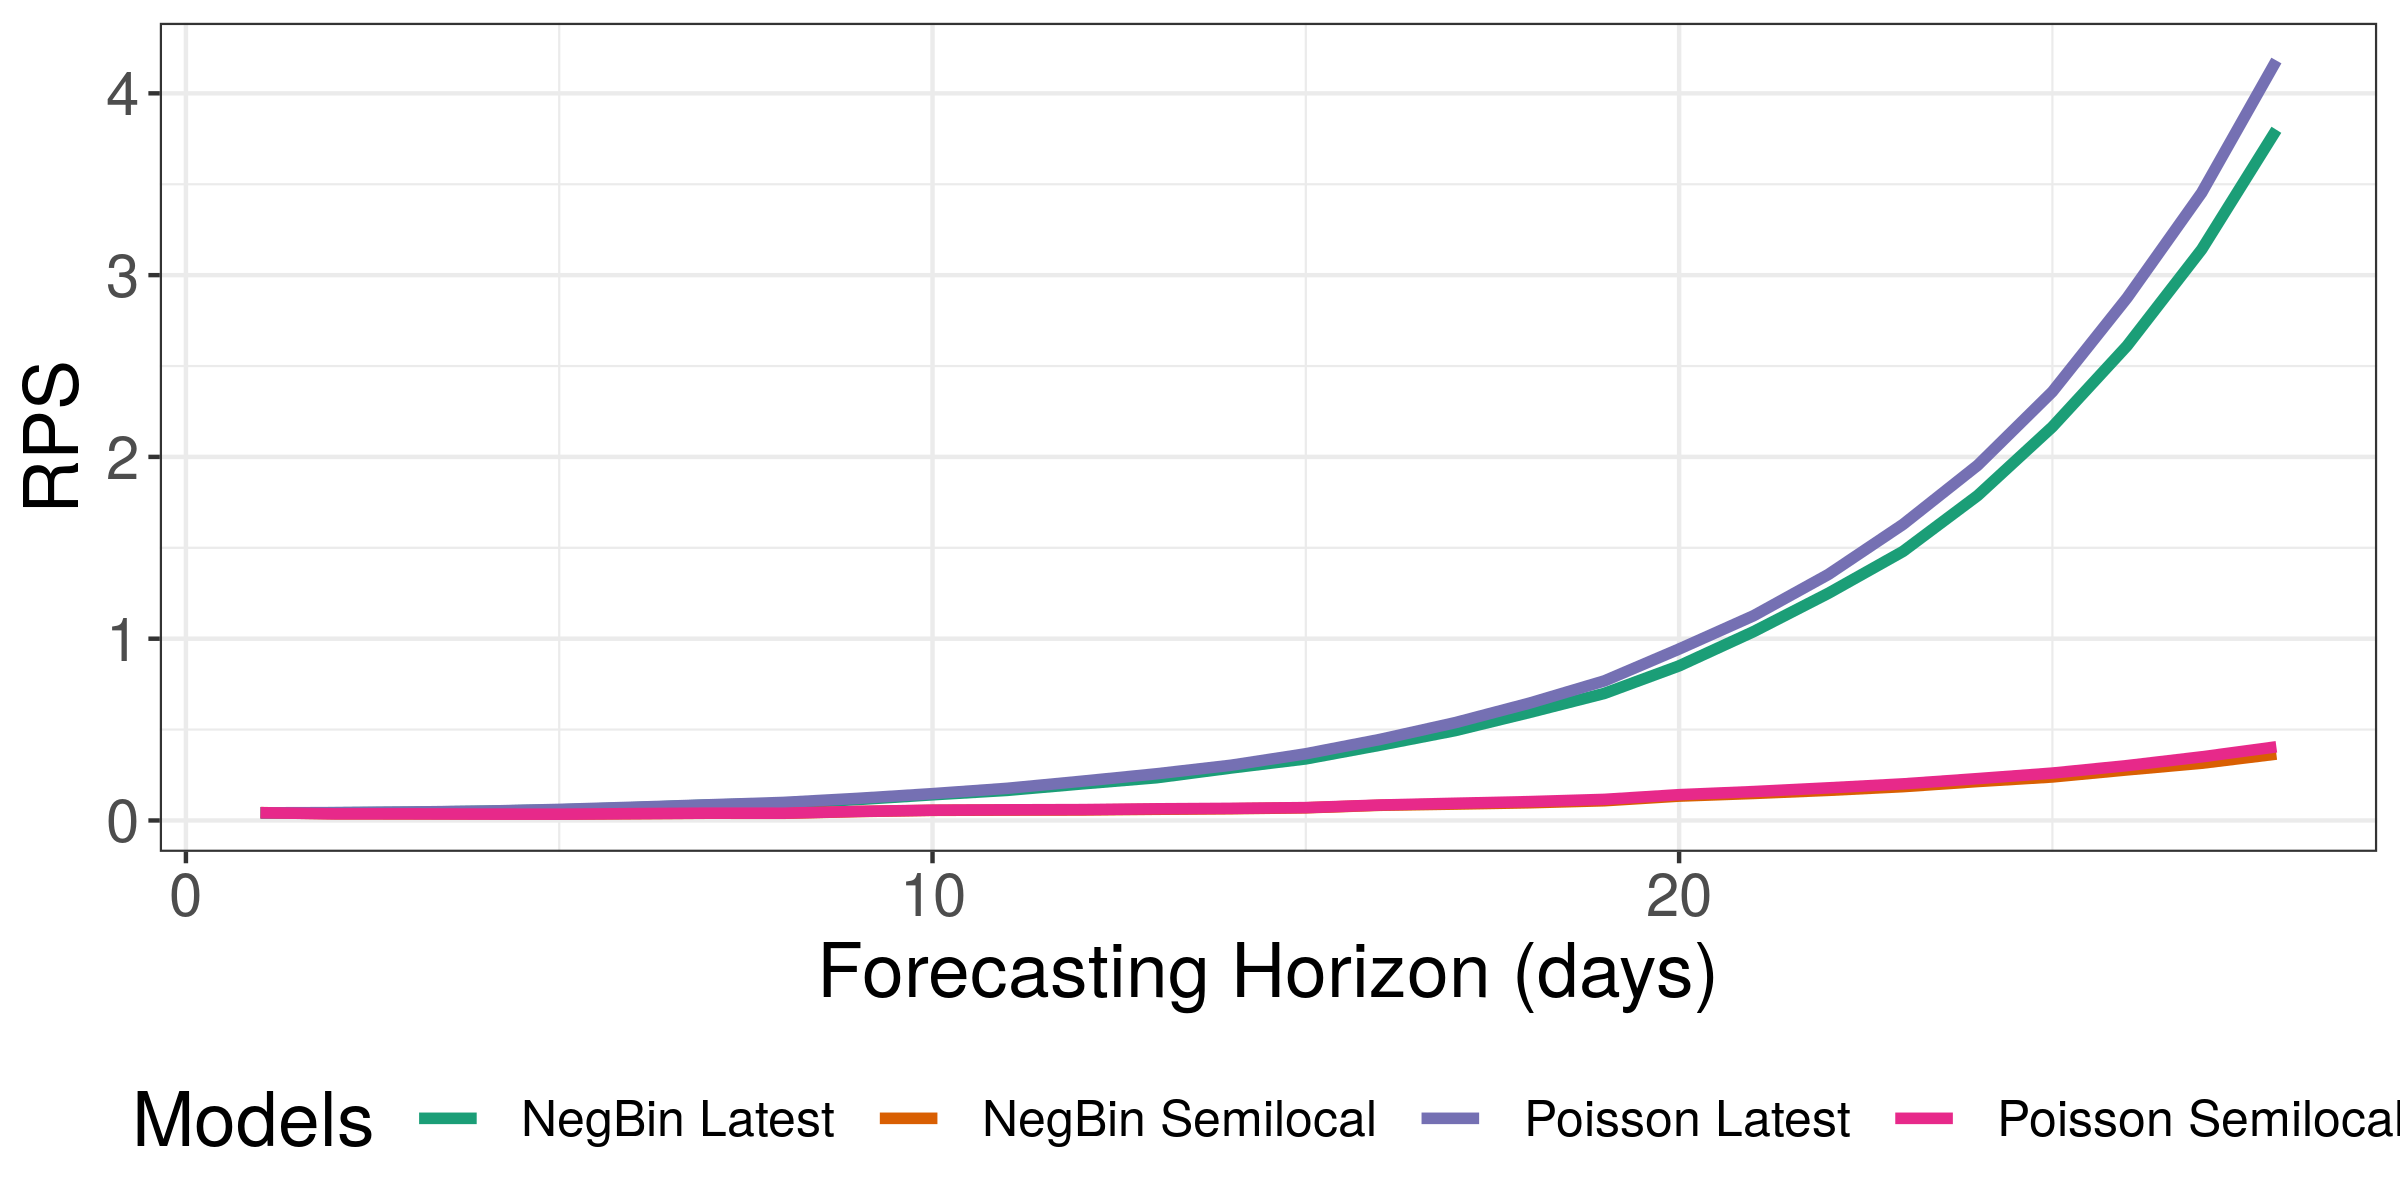 RPS
4
3
2
1
0
0 10 20
Forecasting Horizon (days)
Models NegBin Latest NegBin Semilocal Poisson Latest Poisson Semilocal